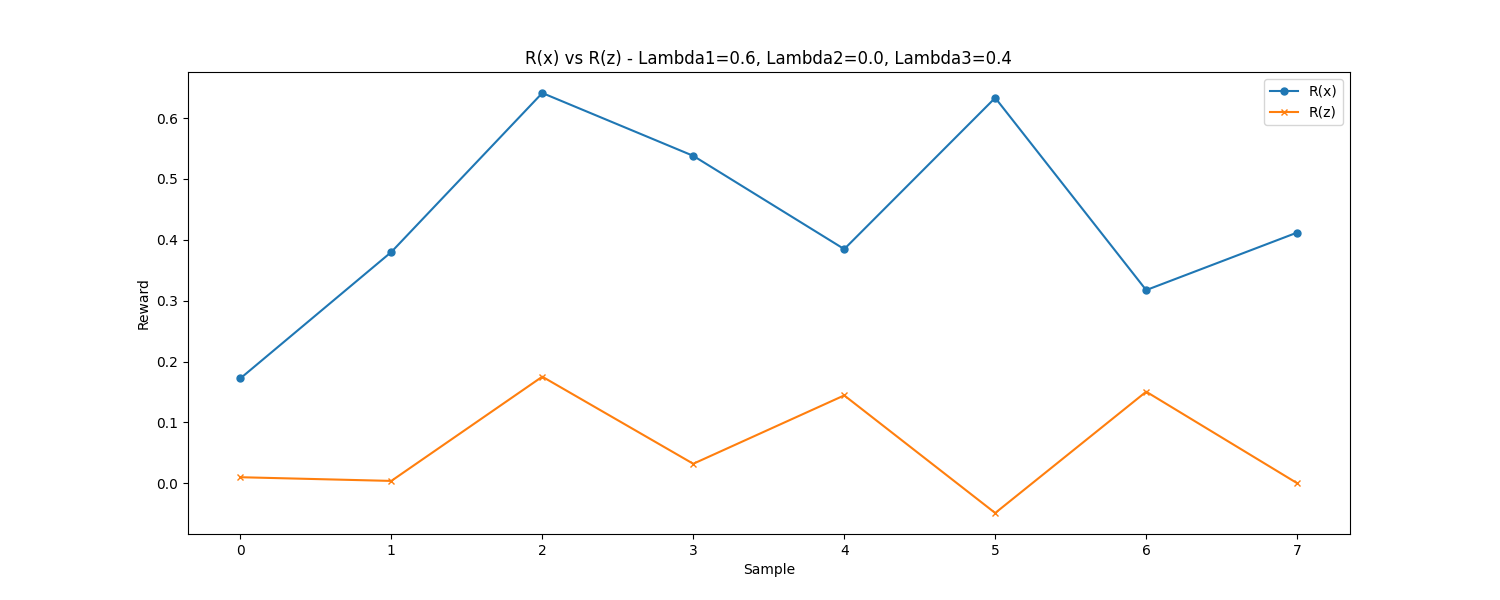 R(x) vs R(z) - Lambda1=0.6, Lambda2=0.0, Lambda3=0.4
R(x)
R(z)
Reward
0.6
0.5
0.4
0.3
0.2
0.1
0.0
0 1 2 3 4 5 6 7
Sample